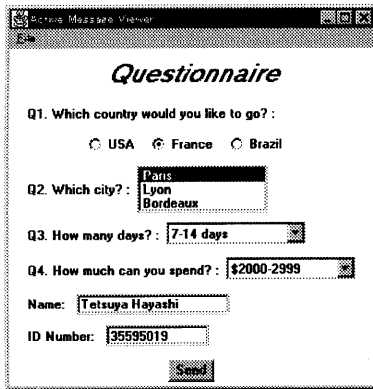 Active Message Viewer
File
Questionnaire
Q1. Which country would you like to go? :
USA France Brazil
Q2. Which city? : Paris
Lyon
Bordeaux
Q3. How many days? : 7-14 days
Q4. How much can you spend? : $2000-2999
Name: Tetsuya Hayashi
ID Number: 35595019
Send